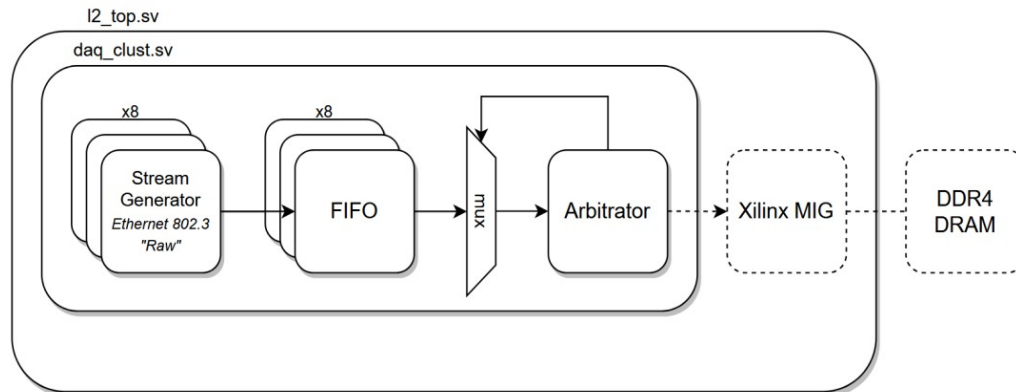 l2_top.sv
daq_clust.sv
x8
x8
Stream
Generator
Ethernet 802.3
"Raw"
FIFO
mux
Arbitrator
Xilinx MIG
DDR4
DRAM